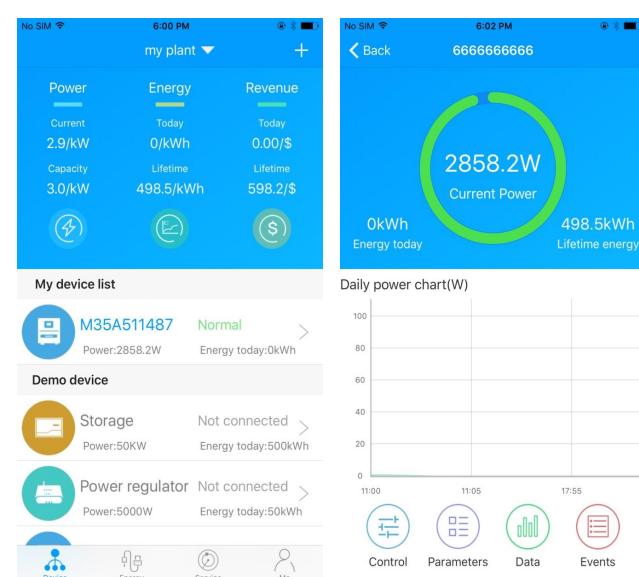 No SIM 6:00 PM
my plant
Power Energy Revenue
Current Today Today
2.9/kW 0/kWh 0.00/$
Capacity Lifetime Lifetime
3.0/kW 498.5/kWh 598.2/$
My device list
M35A511487 Normal
Power:2858.2W Energy today:0kWh
Demo device
Storage Not connected
Power:50KW Energy today:500kWh
Power regulator Not connected
Power:5000W Energy today:50kWh
Device Energy Service Me
No SIM 6:02 PM
Back 6666666666
2858.2W
Current Power
0kWh 498.5kWh
Energy today Lifetime energy
Daily power chart(W)
100
80
60
40
20
0
11:00 11:05 17:55
Control Parameters Data Events